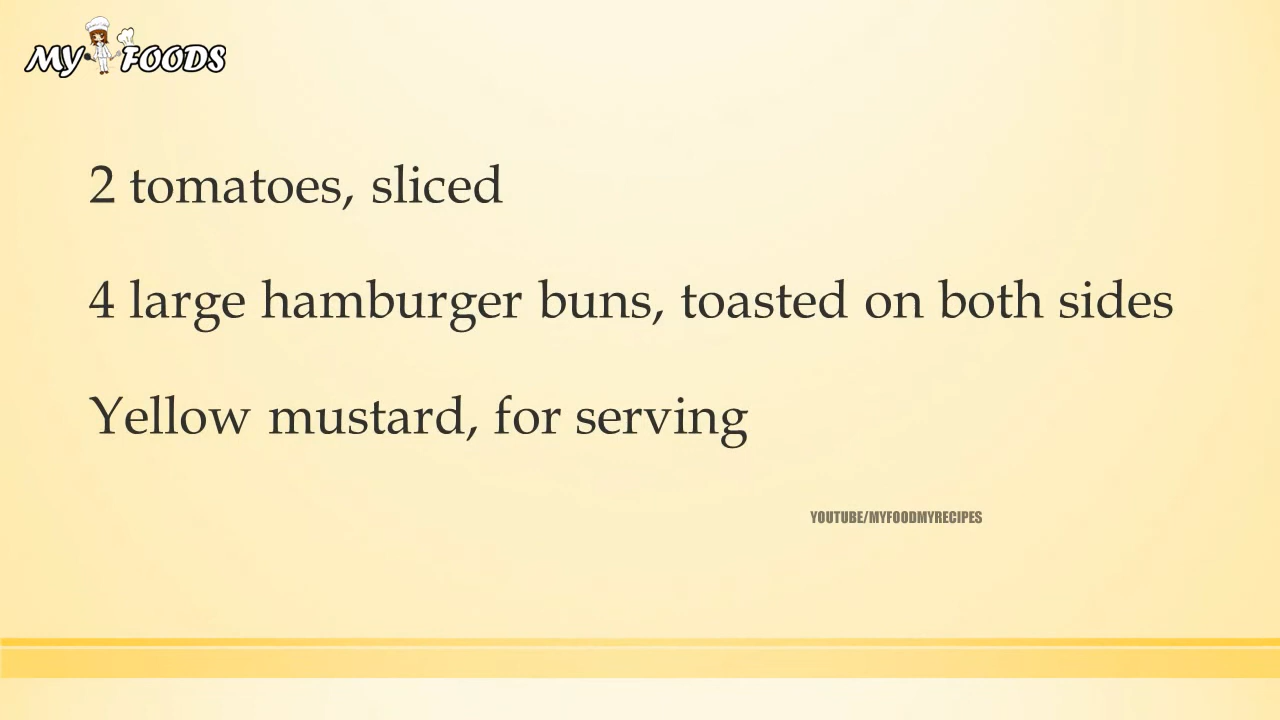 MY FOODS
2 tomatoes, sliced
4 large hamburger buns, toasted on both sides
Yellow mustard, for serving
YOUTUBE/MYFOODMYRECIPES